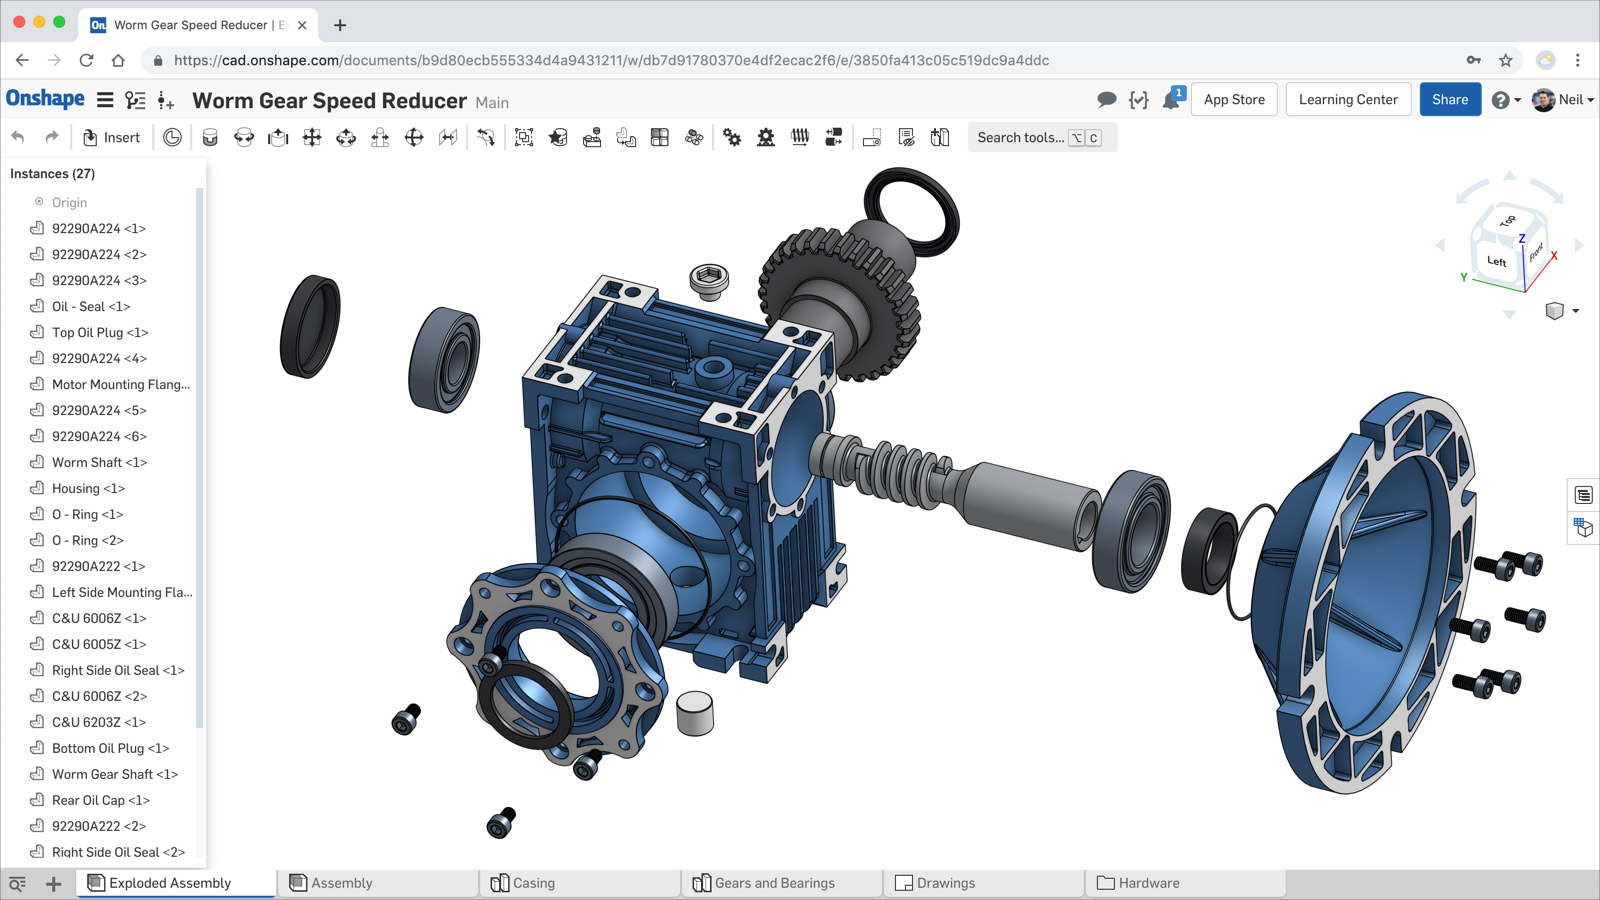 On. Worm Gear Speed Reducer | E
https://cad.onshape.com/documents/b9d80ecb555334d4a9431211/w/db7d91780370e4df2ecac2f6/e/3850fa413c05c519dc9a4ddc
Onshape Worm Gear Speed Reducer Main 1 App Store Learning Center Share Neil
Insert Search tools... ⌥ C
Instances (27)
Origin
92290A224 <1>
92290A224 <2>
92290A224 <3>
Oil - Seal <1>
Top Oil Plug <1>
92290A224 <4>
Motor Mounting Flang...
92290A224 <5>
92290A224 <6>
Worm Shaft <1>
Housing <1>
O - Ring <1>
O - Ring <2>
92290A222 <1>
Left Side Mounting Fla...
C&U 6006Z <1>
C&U 6005Z <1>
Right Side Oil Seal <1>
C&U 6006Z <2>
C&U 6203Z <1>
Bottom Oil Plug <1>
Worm Gear Shaft <1>
Rear Oil Cap <1>
92290A222 <2>
Right Side Oil Seal <2>
Top
Z
Left Front X
Y
Exploded Assembly Assembly Casing Gears and Bearings Drawings Hardware